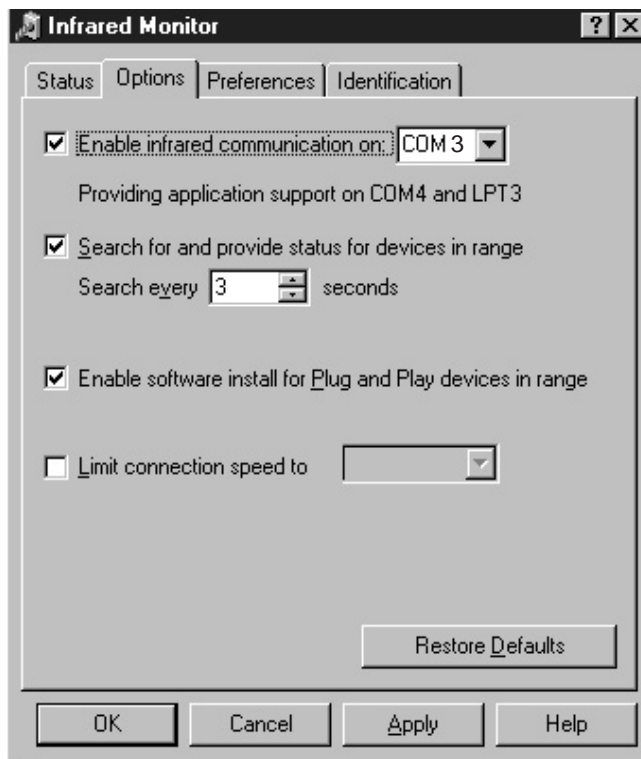 Infrared Monitor
Status Options Preferences Identification
Enable infrared communication on: COM 3
Providing application support on COM4 and LPT3
Search for and provide status for devices in range
Search every 3 seconds
Enable software install for Plug and Play devices in range
Limit connection speed to
Restore Defaults
OK Cancel Apply Help